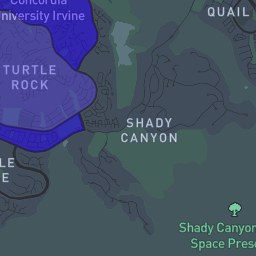 Concordia
University Irvine
QUAIL
TURTLE
ROCK
SHADY
CANYON
Shady Canyon
Space Prese